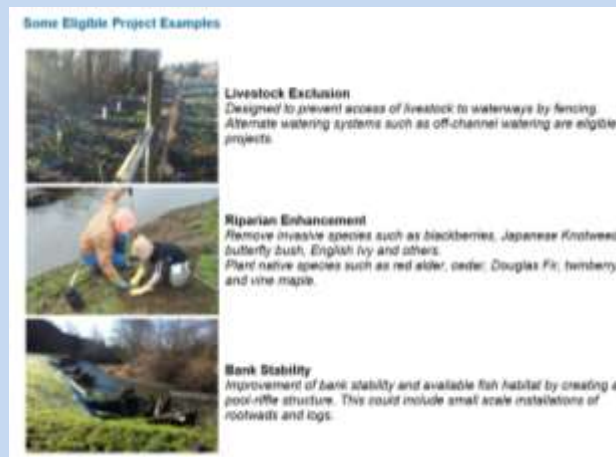 Some Eligible Project Examples
Livestock Exclusion
Designed to prevent access of livestock to waterways by fencing.
Alternate watering systems such as off-channel watering are eligible
projects.
Riparian Enhancement
Remove invasive species such as blackberries, Japanese Knotweed
butterfly bush, English Ivy and others.
Plant native species such as red alder, cedar, Douglas Fir, twinberry
and vine maple.
Bank Stability
Improvement of bank stability and available fish habitat by creating a
pool-riffle structure. This could include small scale installations of
rootwads and logs.